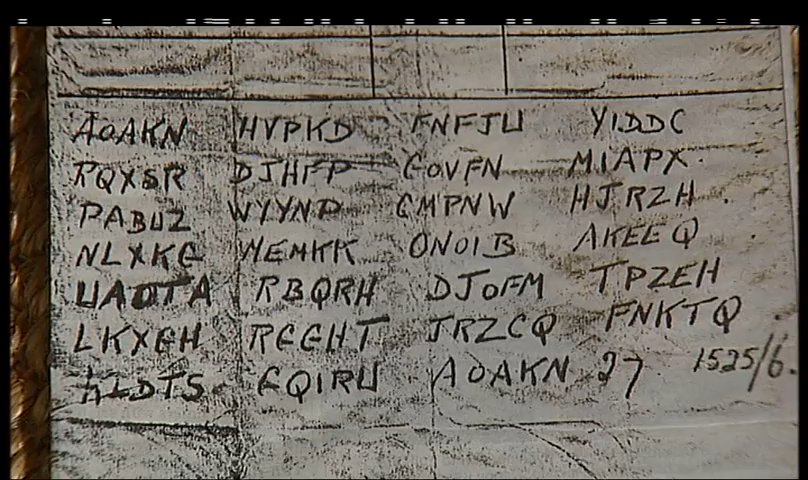 AOAKN HVPKD FNFJU YIDDC
RQXSR DJHFP GOVFN MIAPX
PABUZ WYYNP CMPNW HJRZH
NLXKG MEMKK ONOIB AKEEQ
UAOTA RBQRH DJOFM TPZEH
LKXGH RGGHT JRZCQ FNKTQ
KLDTS GQIRU AOAKN 27 1525/6.